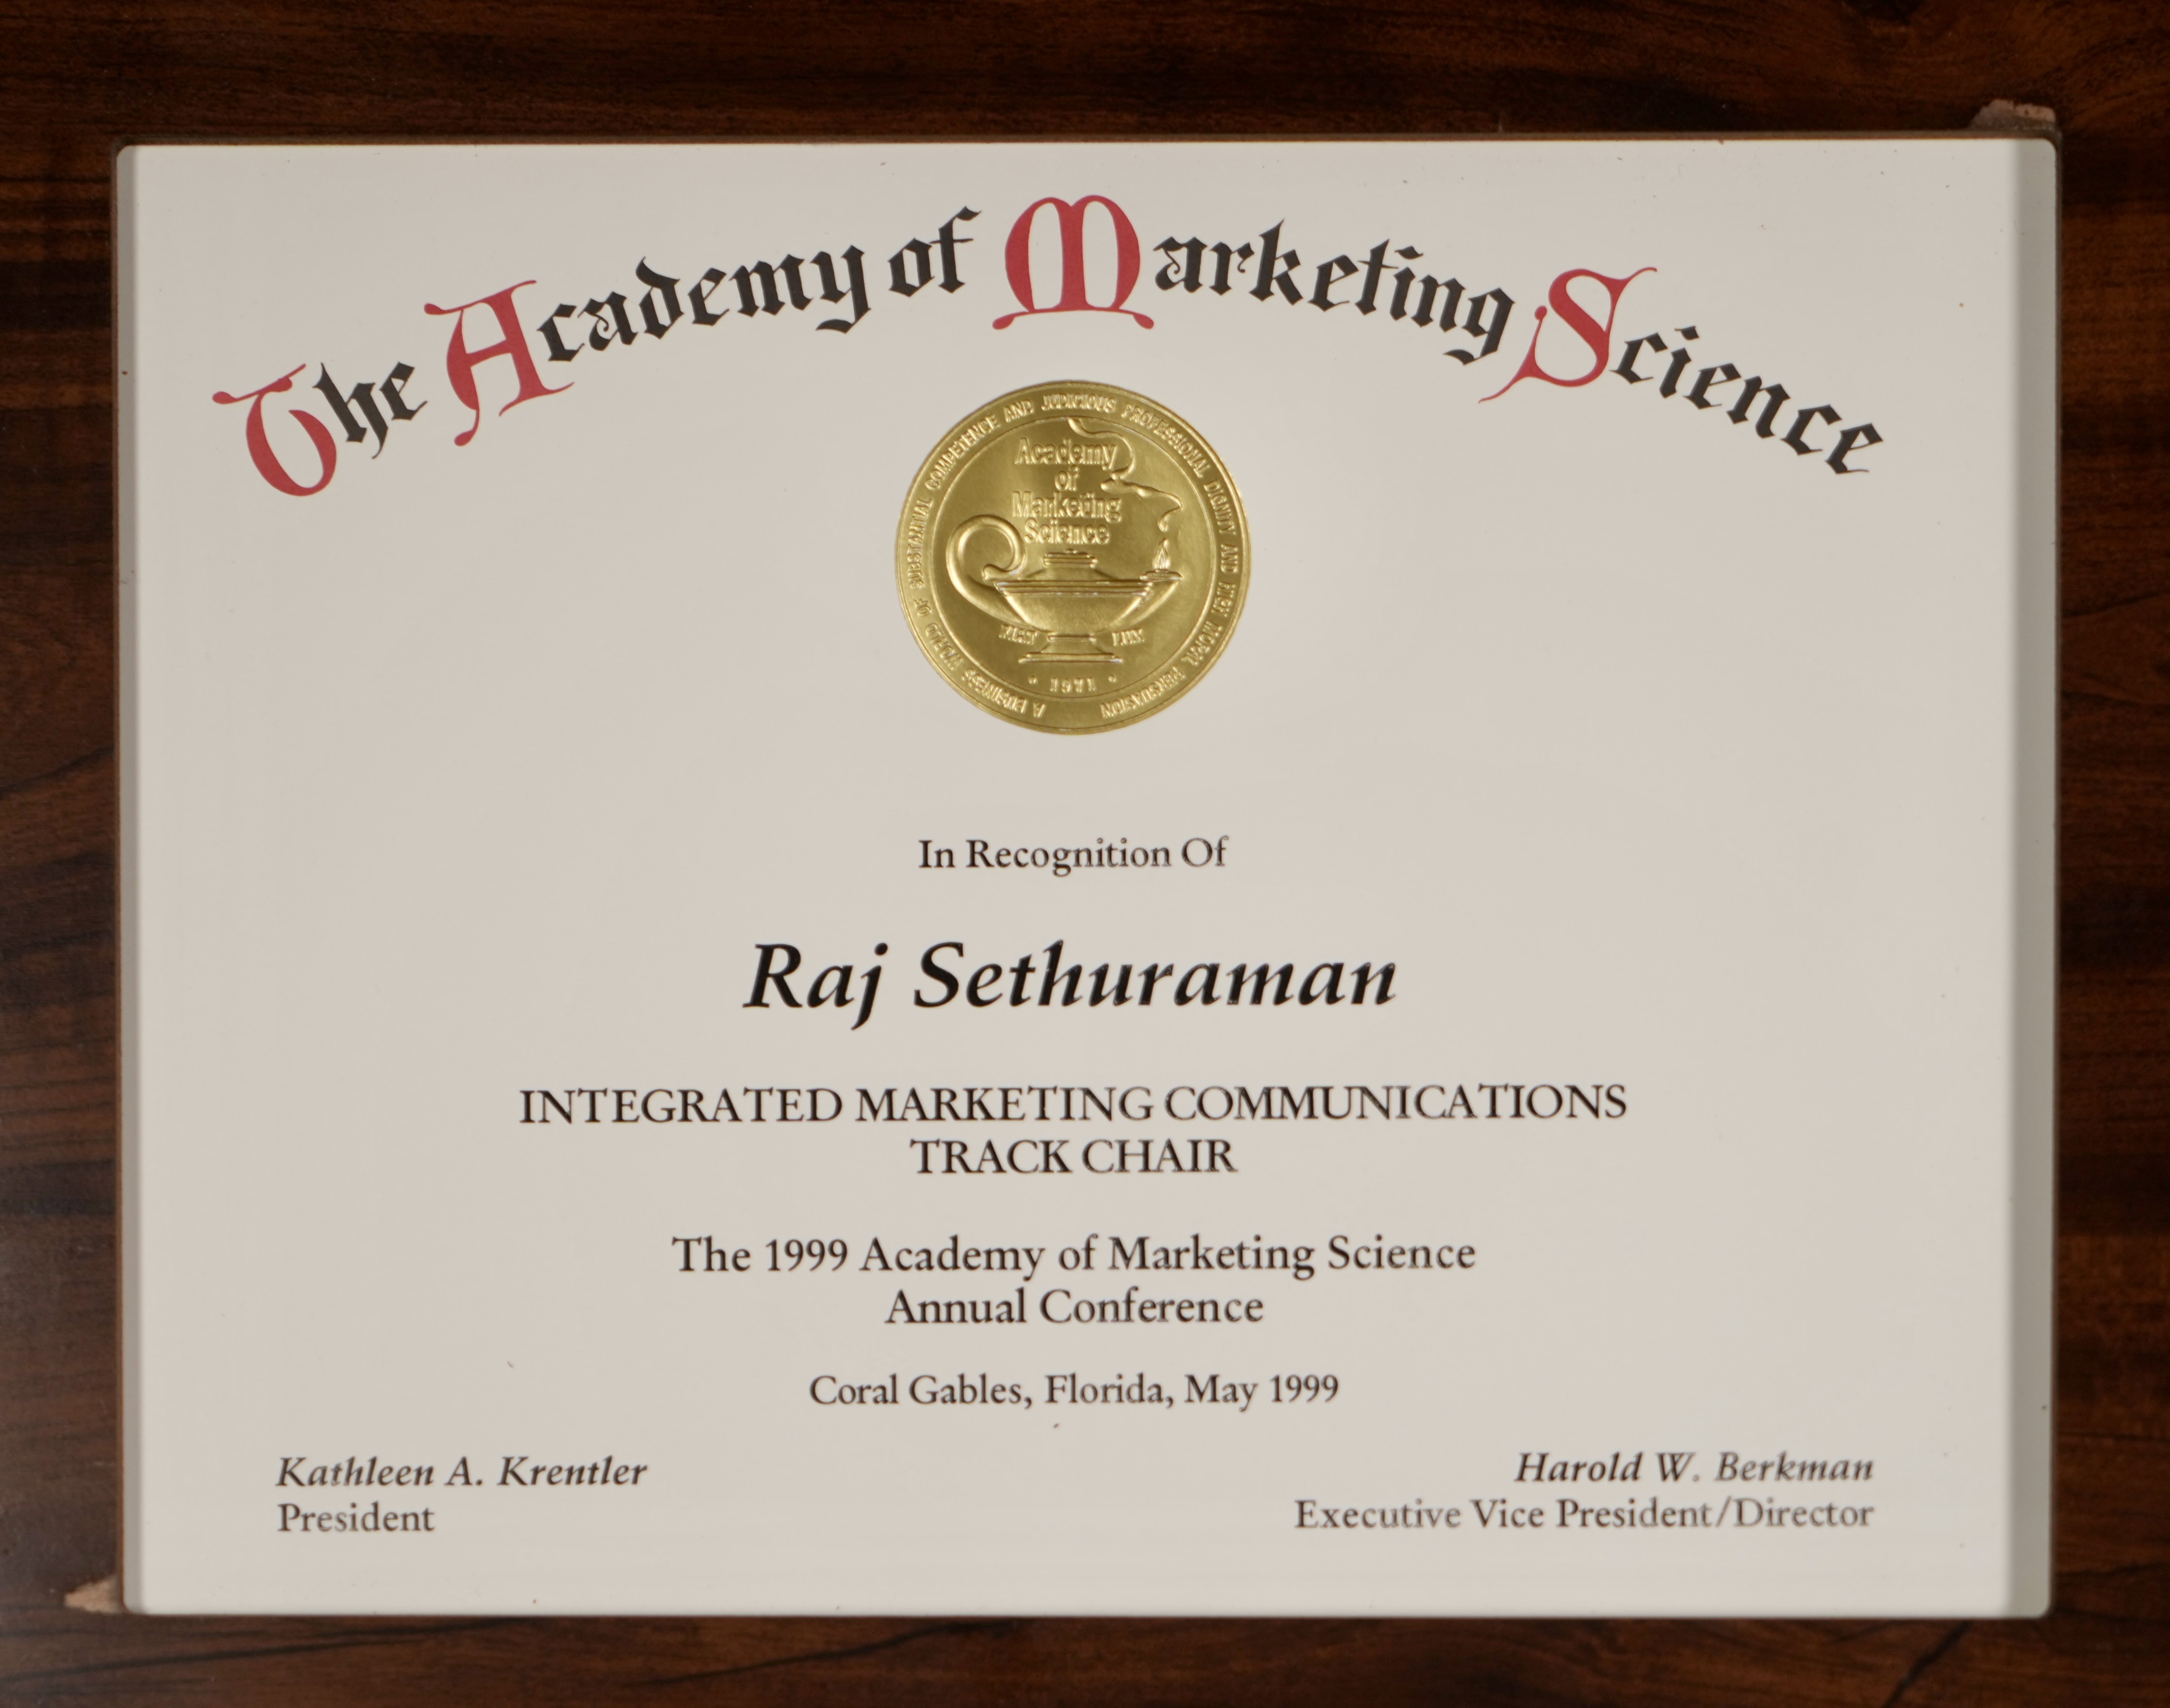 The Academy of Marketing Science
A BUSINESS WORLD OF SUBSTANTIAL COMPETENCE AND JUDICIOUS PROFESSIONAL DIGNITY AND HIGH MORAL PERSUASION
Academy
of
Marketing
Science
FIAT LUX
• 1971 •
In Recognition Of
Raj Sethuraman
INTEGRATED MARKETING COMMUNICATIONS
TRACK CHAIR
The 1999 Academy of Marketing Science
Annual Conference
Coral Gables, Florida, May 1999
Kathleen A. Krentler
President
Harold W. Berkman
Executive Vice President/Director